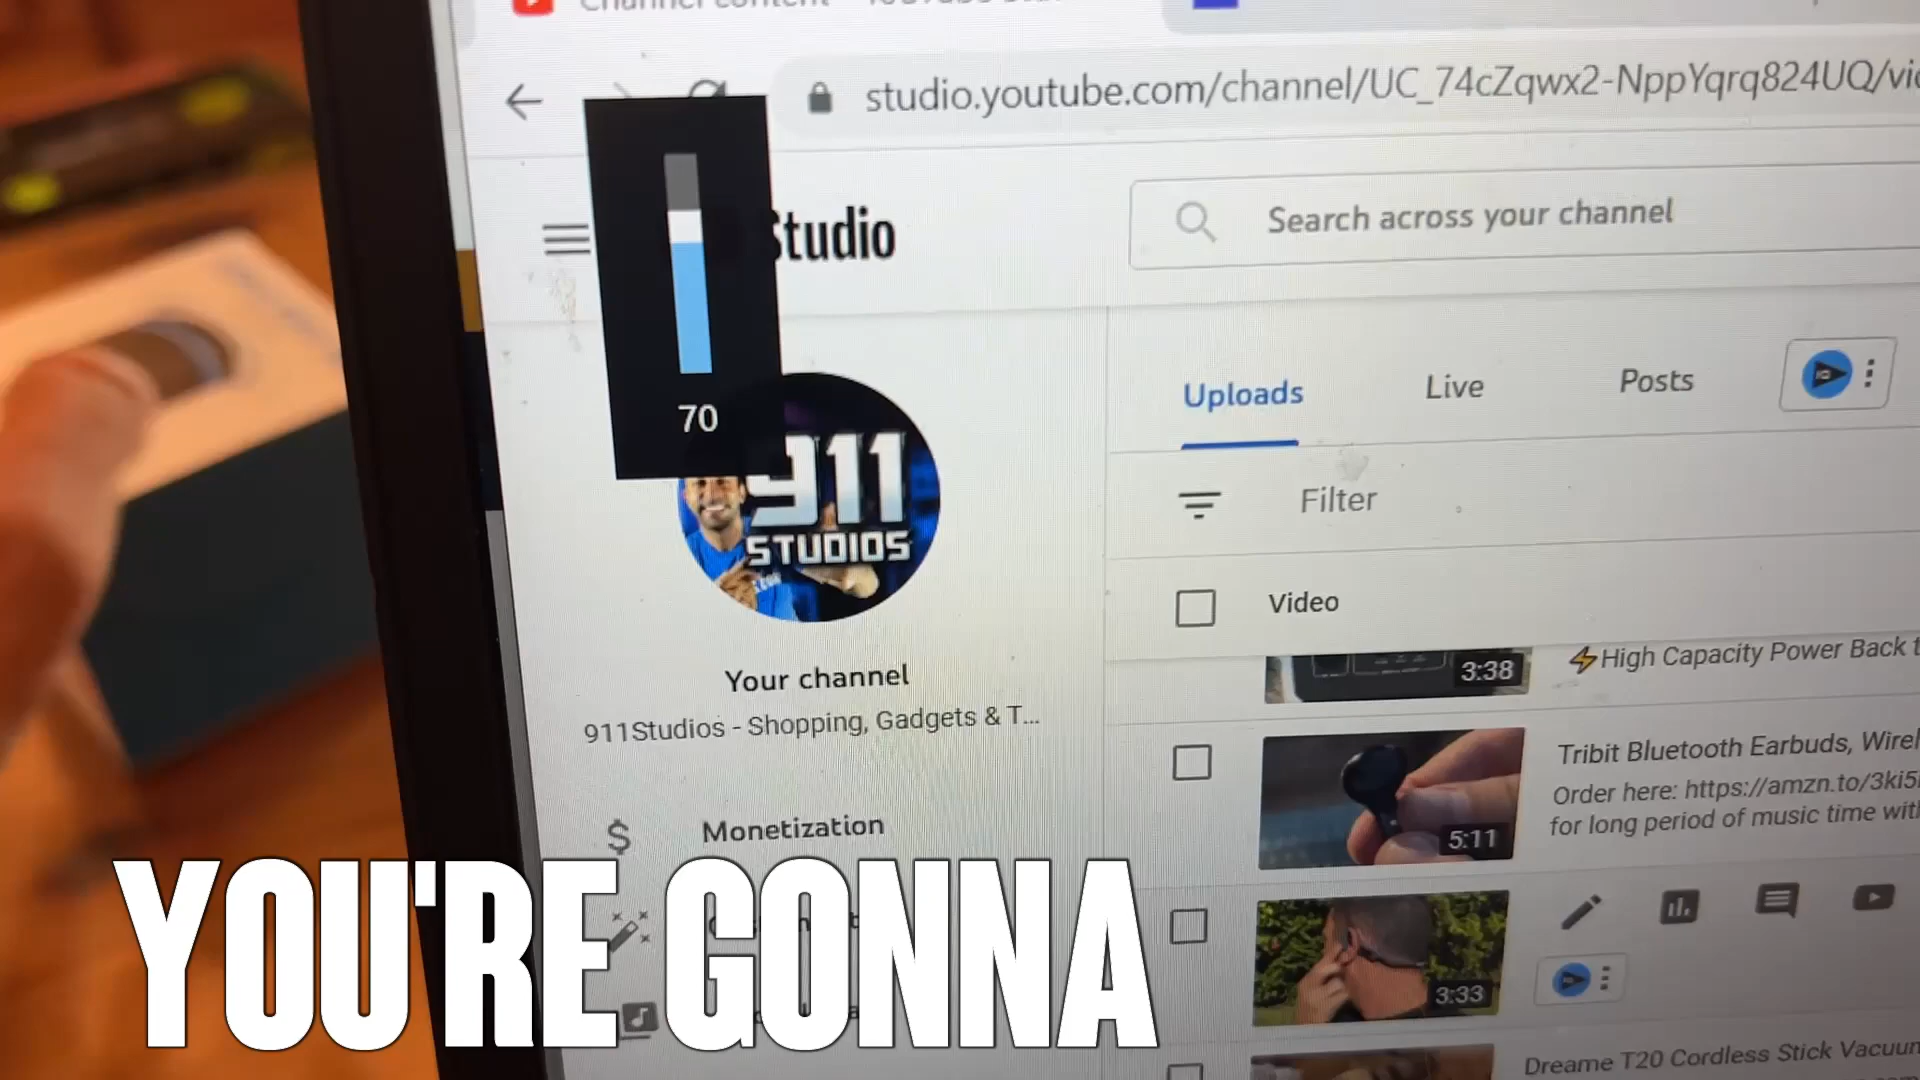 studio.youtube.com/channel/UC_74cZqwx2-NppYqrq824UQ/vi
Studio
Search across your channel
Uploads
Live
Posts
70
911
STUDIOS
Filter
Video
Your channel
911Studios - Shopping, Gadgets & T...
3:38
⚡High Capacity Power Back t
Tribit Bluetooth Earbuds, Wirel
Order here: https://amzn.to/3ki5
for long period of music time wit
5:11
Monetization
3:33
Dreame T20 Cordless Stick Vacuum
YOU'RE GONNA